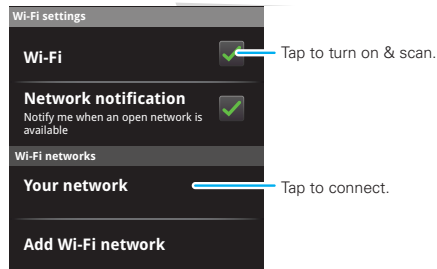 Wi-Fi settings
Wi-Fi
Tap to turn on & scan.
Network notification
Notify me when an open network is
available
Wi-Fi networks
Your network
Tap to connect.
Add Wi-Fi network